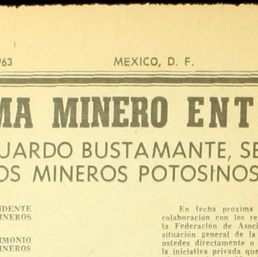 963 MEXICO, D. F.
MA MINERO ENT
UARDO BUSTAMANTE, SE
OS MINEROS POTOSINOS
IDENTE
INEROS
IMONIO
INEROS
En fecha próxima
colaboración con los re
la Federación de Asoci
situación general de la
ustedes directamente o
la iniciativa privada que